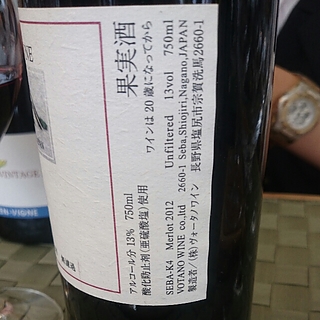 果実酒
ワインは20歳になってから
アルコール分 13% 750ml
酸化防止剤(亜硫酸塩)使用
SEBA-K4 Merlot 2012 Unfiltered 13vol 750ml
VOTANO WINE co.,ltd 2660-1 Seba,Shiojiri,Nagano,JAPAN
製造者/(株)ヴォータノワイン 長野県塩尻市宗賀洗馬2660-1
VINTAGE